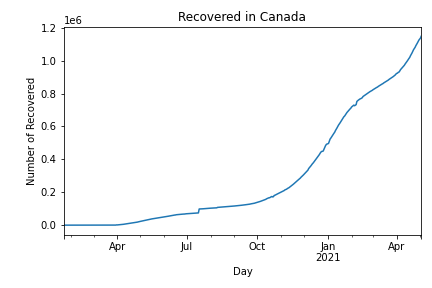 Recovered in Canada
1e6
1.2
1.0
0.8
0.6
0.4
0.2
0.0
Number of Recovered
Apr
Jul
Oct
Jan
2021
Apr
Day